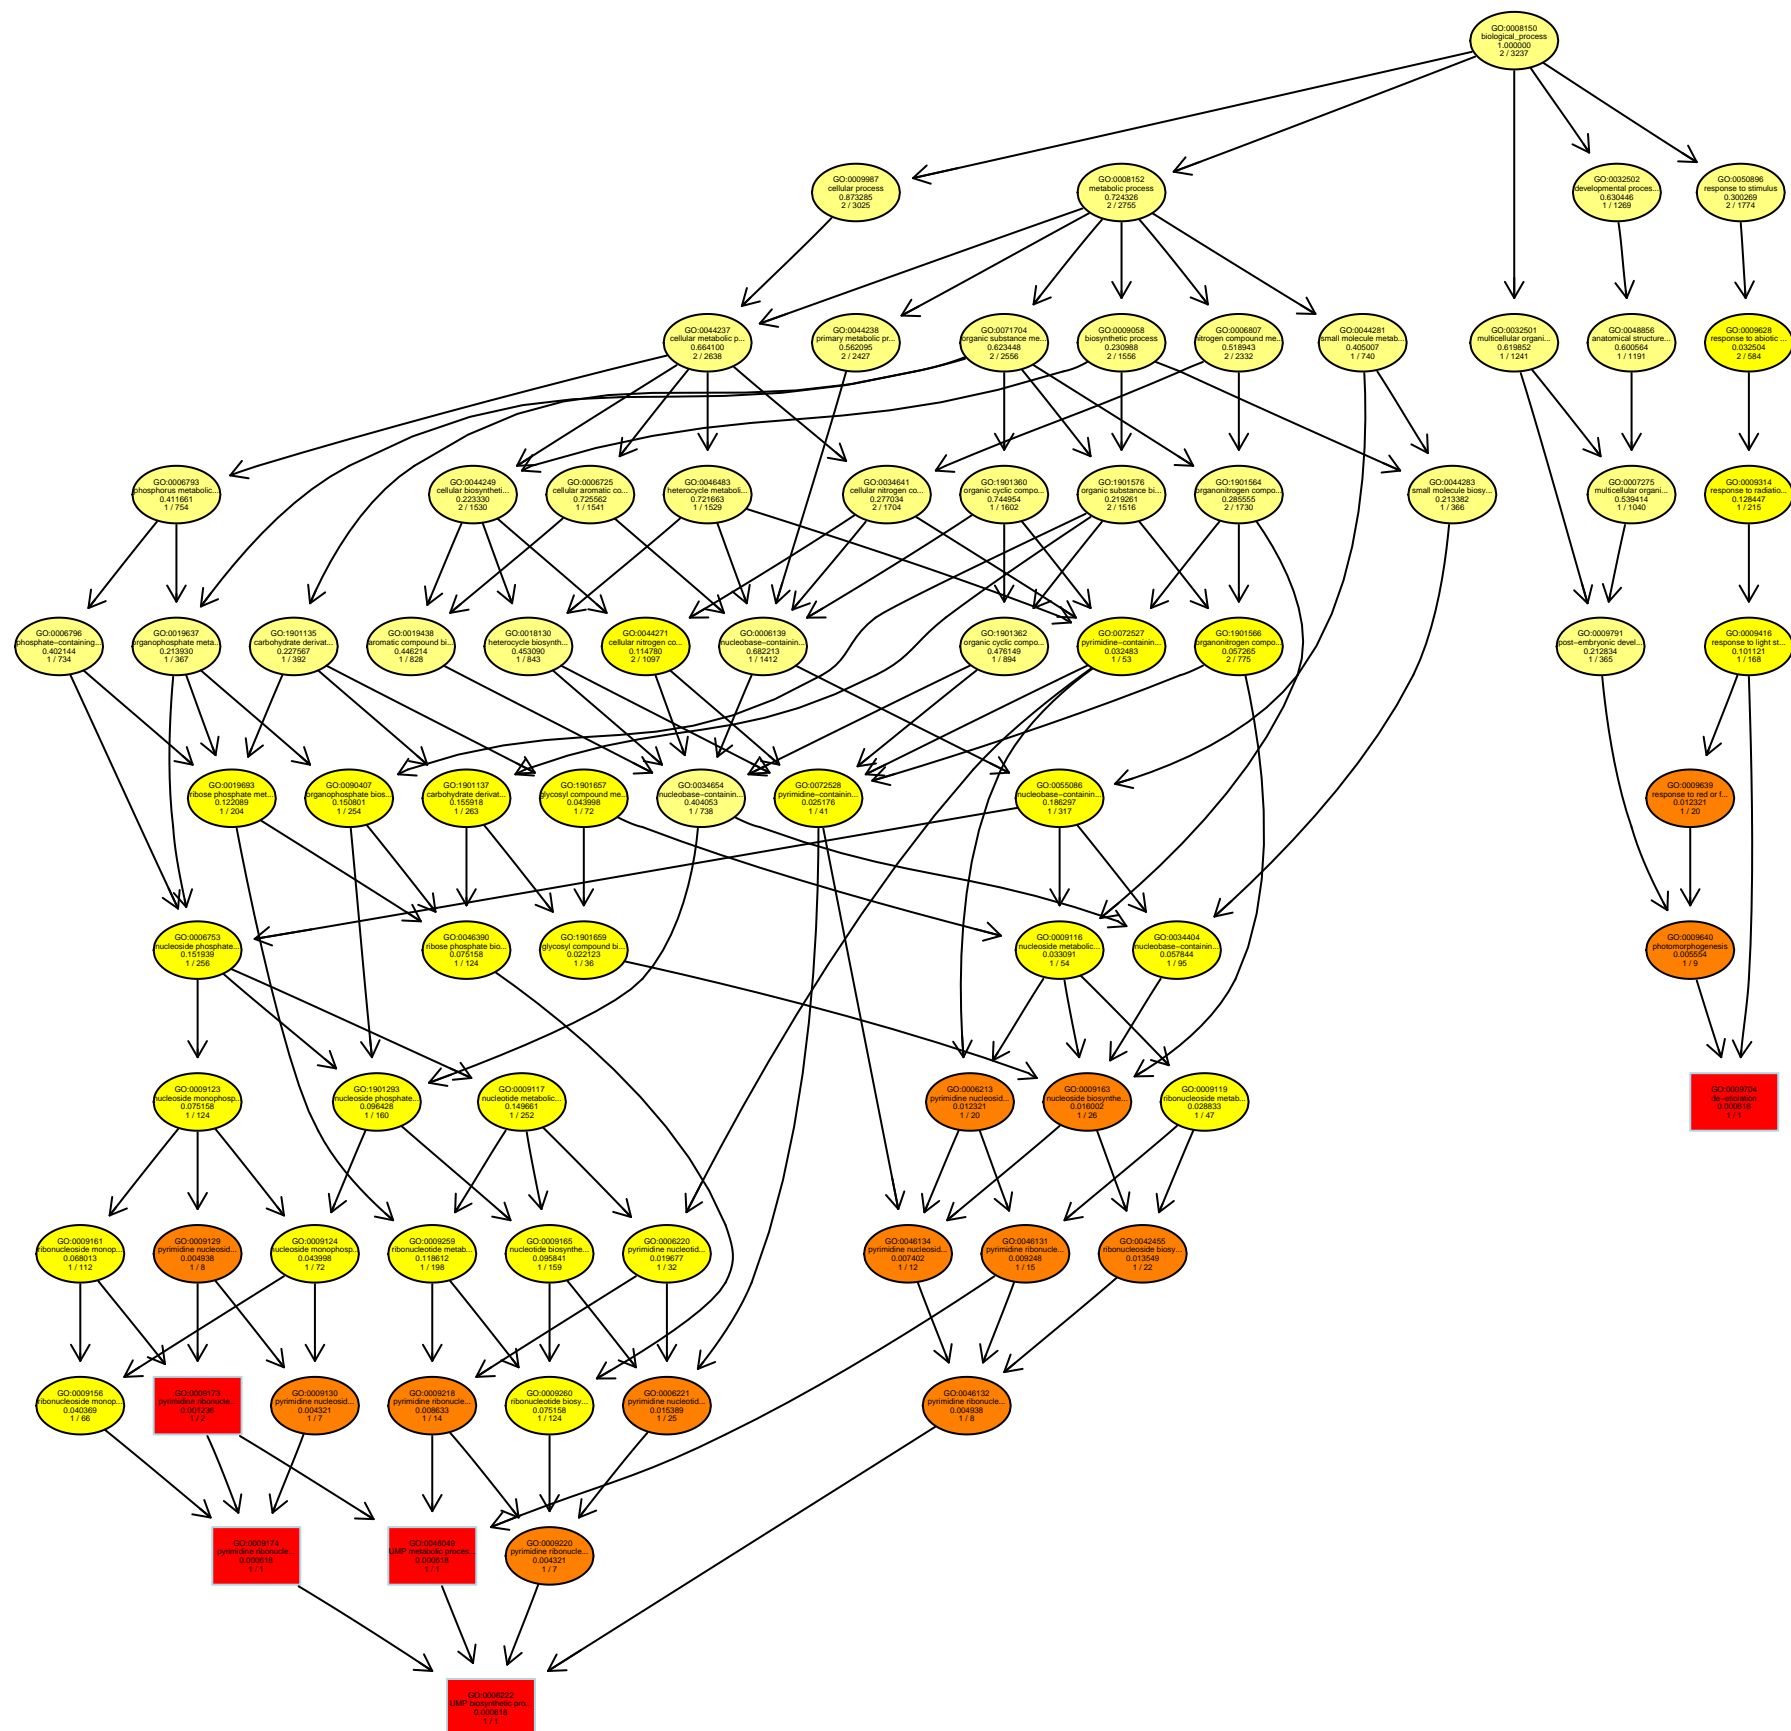 GO:0008150
biological_process
1.000000
2 / 3237
GO:0009987
cellular process
0.873285
2 / 3025
GO:0008152
metabolic process
0.724326
2 / 2755
GO:0032502
developmental proces...
0.630446
1 / 1269
GO:0050896
response to stimulus
0.300269
2 / 1774
GO:0044237
cellular metabolic p...
0.664100
2 / 2638
GO:0044238
primary metabolic pr...
0.562095
2 / 2427
GO:0071704
organic substance me...
0.623448
2 / 2556
GO:0009058
biosynthetic process
0.230988
2 / 1556
GO:0006807
nitrogen compound me...
0.518943
2 / 2332
GO:0044281
small molecule metab...
0.405007
1 / 740
GO:0032501
multicellular organi...
0.619852
1 / 1241
GO:0048856
anatomical structure...
0.600564
1 / 1191
GO:0009628
response to abiotic ...
0.032504
2 / 584
GO:0006793
phosphorus metabolic...
0.411661
1 / 754
GO:0044249
cellular biosyntheti...
0.223330
2 / 1530
GO:0006725
cellular aromatic co...
0.725562
1 / 1541
GO:0046483
heterocycle metaboli...
0.721663
1 / 1529
GO:0034641
cellular nitrogen co...
0.277034
2 / 1704
GO:1901360
organic cyclic compo...
0.744954
1 / 1602
GO:1901576
organic substance bi...
0.219261
2 / 1516
GO:1901564
organonitrogen compo...
0.285555
2 / 1730
GO:0044283
small molecule biosy...
0.213382
1 / 366
GO:0007275
multicellular organi...
0.539414
1 / 1040
GO:0009314
response to radiatio...
0.128447
1 / 215
GO:0006796
phosphate−containing...
0.402144
1 / 734
GO:0019637
organophosphate meta...
0.213930
1 / 367
GO:1901135
carbohydrate derivat...
0.227567
1 / 392
GO:0019438
aromatic compound bi...
0.446214
1 / 828
GO:0018130
heterocycle biosynth...
0.453090
1 / 843
GO:0044271
cellular nitrogen co...
0.114780
2 / 1097
GO:0006139
nucleobase−containin...
0.682213
1 / 1412
GO:1901362
organic cyclic compo...
0.476149
1 / 894
GO:0072527
pyrimidine−containin...
0.032483
1 / 53
GO:1901566
organonitrogen compo...
0.057265
2 / 775
GO:0009791
post−embryonic devel...
0.212834
1 / 365
GO:0009416
response to light st...
0.101121
1 / 168
GO:0019693
ribose phosphate met...
0.122089
1 / 204
GO:0090407
organophosphate bios...
0.150801
1 / 254
GO:1901137
carbohydrate derivat...
0.155918
1 / 263
GO:1901657
glycosyl compound me...
0.043998
1 / 72
GO:0034654
nucleobase−containin...
0.404053
1 / 738
GO:0072528
pyrimidine−containin...
0.025176
1 / 41
GO:0055086
nucleobase−containin...
0.186297
1 / 317
GO:0009639
response to red or f...
0.012321
1 / 20
GO:0006753
nucleoside phosphate...
0.151939
1 / 256
GO:0046390
ribose phosphate bio...
0.075158
1 / 124
GO:1901659
glycosyl compound bi...
0.022123
1 / 36
GO:0009116
nucleoside metabolic...
0.033091
1 / 54
GO:0034404
nucleobase−containin...
0.057844
1 / 95
GO:0009640
photomorphogenesis
0.005554
1 / 9
GO:0009123
nucleoside monophosp...
0.075158
1 / 124
GO:1901293
nucleoside phosphate...
0.096428
1 / 160
GO:0009117
nucleotide metabolic...
0.149661
1 / 252
GO:0006213
pyrimidine nucleosid...
0.012321
1 / 20
GO:0009163
nucleoside biosynthe...
0.016002
1 / 26
GO:0009119
ribonucleoside metab...
0.028833
1 / 47
GO:0009704
de−etiolation
0.000618
1 / 1
GO:0009161
ribonucleoside monop...
0.068013
1 / 112
GO:0009129
pyrimidine nucleosid...
0.004938
1 / 8
GO:0009124
nucleoside monophosp...
0.043998
1 / 72
GO:0009259
ribonucleotide metab...
0.118612
1 / 198
GO:0009165
nucleotide biosynthe...
0.095841
1 / 159
GO:0006220
pyrimidine nucleotid...
0.019677
1 / 32
GO:0046134
pyrimidine nucleosid...
0.007402
1 / 12
GO:0046131
pyrimidine ribonucle...
0.009248
1 / 15
GO:0042455
ribonucleoside biosy...
0.013549
1 / 22
GO:0009156
ribonucleoside monop...
0.040369
1 / 66
GO:0009173
pyrimidine ribonucle...
0.001236
1 / 2
GO:0009130
pyrimidine nucleosid...
0.004321
1 / 7
GO:0009218
pyrimidine ribonucle...
0.008633
1 / 14
GO:0009260
ribonucleotide biosy...
0.075158
1 / 124
GO:0006221
pyrimidine nucleotid...
0.015389
1 / 25
GO:0046132
pyrimidine ribonucle...
0.004938
1 / 8
GO:0009174
pyrimidine ribonucle...
0.000618
1 / 1
GO:0046049
UMP metabolic proces...
0.000618
1 / 1
GO:0009220
pyrimidine ribonucle...
0.004321
1 / 7
GO:0006222
UMP biosynthetic pro...
0.000618
1 / 1